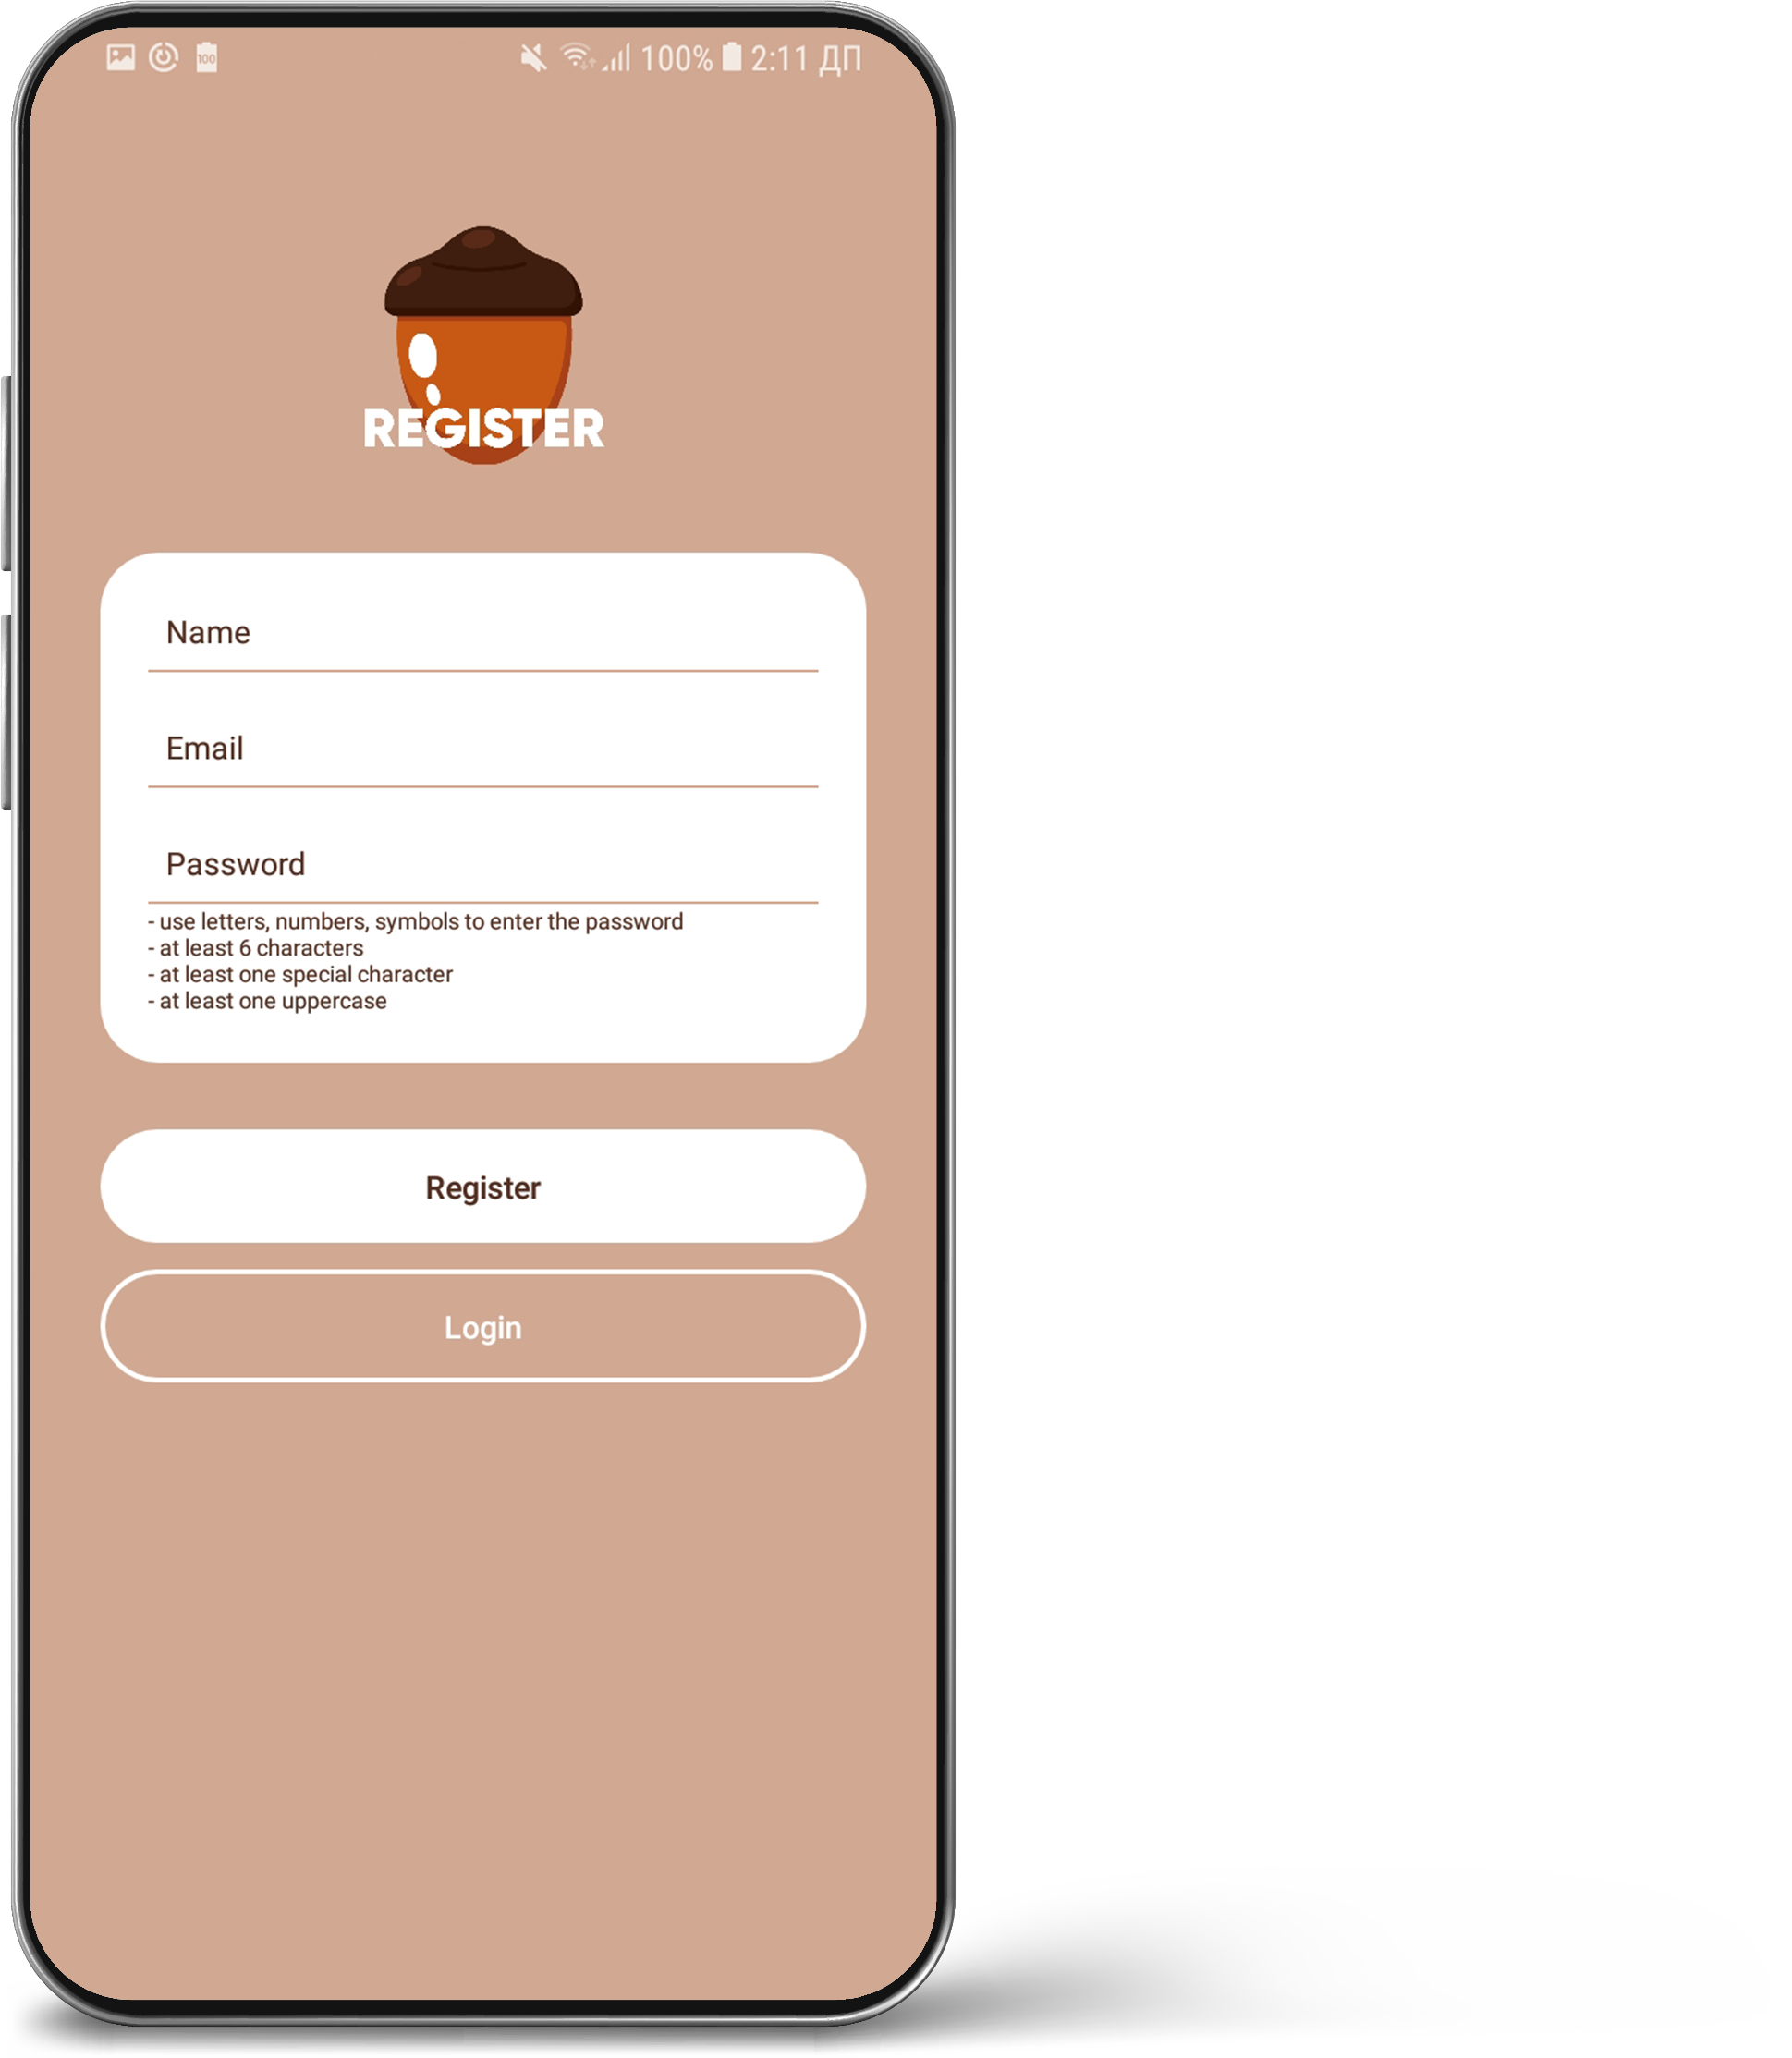 100 100% 2:11 ДП
REGISTER
Name
Email
Password
- use letters, numbers, symbols to enter the password
- at least 6 characters
- at least one special character
- at least one uppercase
Register
Login